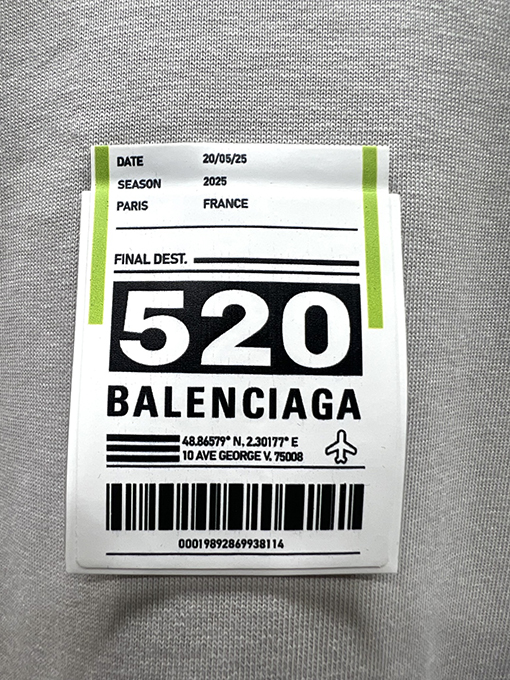 DATE 20/05/25
SEASON 2025
PARIS FRANCE
FINAL DEST.
520
BALENCIAGA
48.86579° N, 2.30177° E
10 AVE GEORGE V. 75008
00019892869938114